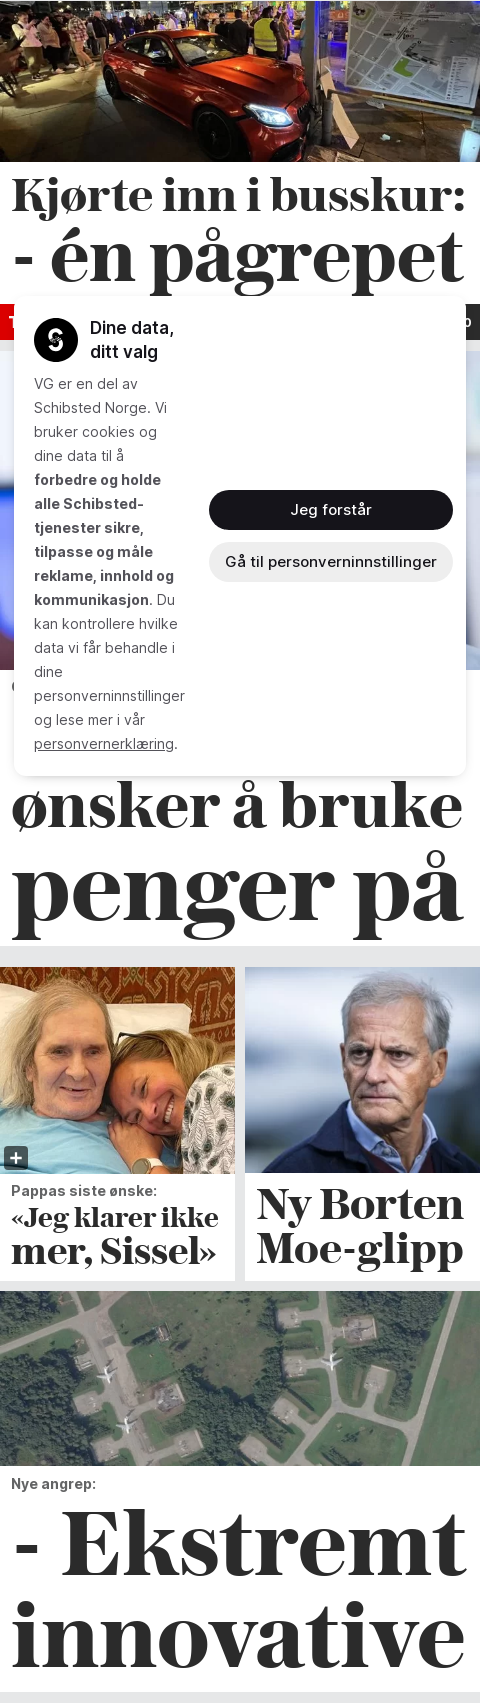 Kjørte inn i busskur:
- én pågrepet
Dine data,
ditt valg
VG er en del av
Schibsted Norge. Vi
bruker cookies og
dine data til å
forbedre og holde
alle Schibsted-
tjenester sikre,
tilpasse og måle
reklame, innhold og
kommunikasjon. Du
kan kontrollere hvilke
data vi får behandle i
dine
personverninnstillinger
og lese mer i vår
personvernerklæring.
Jeg forstår
Gå til personverninnstillinger
ønsker å bruke
penger på
Pappas siste ønske:
«Jeg klarer ikke
mer, Sissel»
Ny Borten
Moe-glipp
Nye angrep:
- Ekstremt
innovative